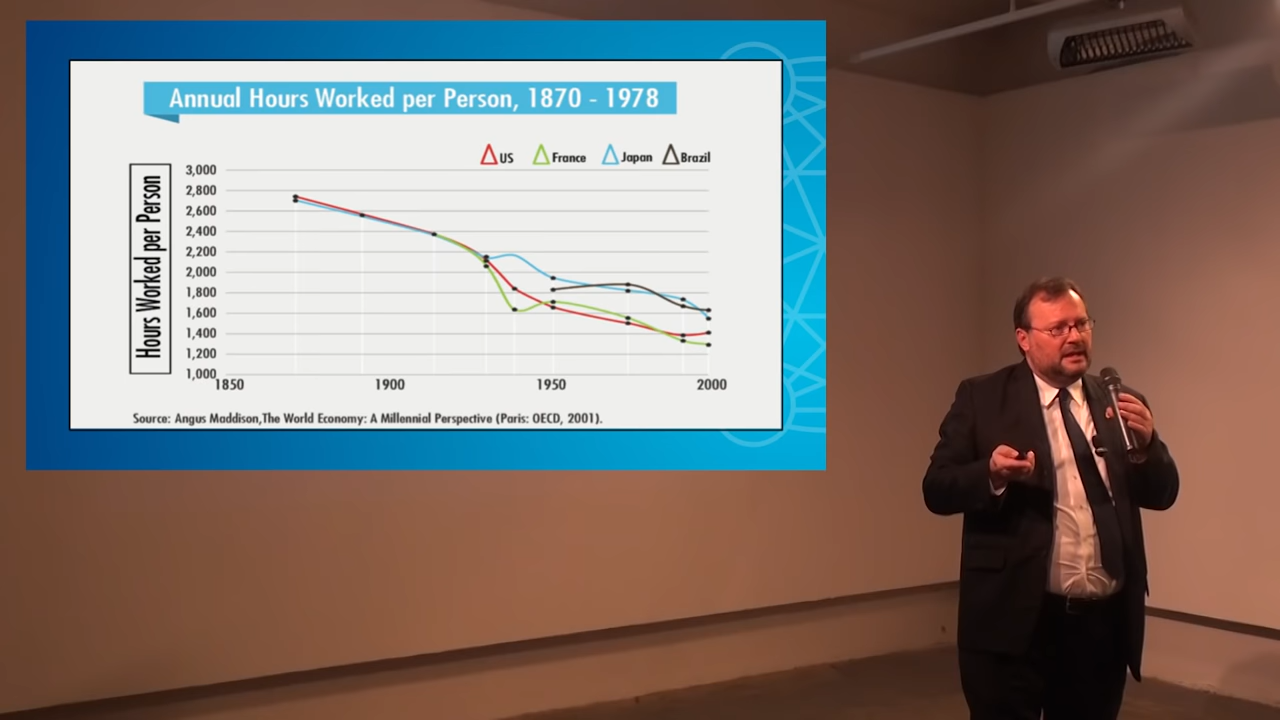 Annual Hours Worked per Person, 1870 - 1978
US France Japan Brazil
Hours Worked per Person
3,000
2,800
2,600
2,400
2,200
2,000
1,800
1,600
1,400
1,200
1,000
1850 1900 1950 2000
Source: Angus Maddison,The World Economy: A Millennial Perspective (Paris: OECD, 2001).